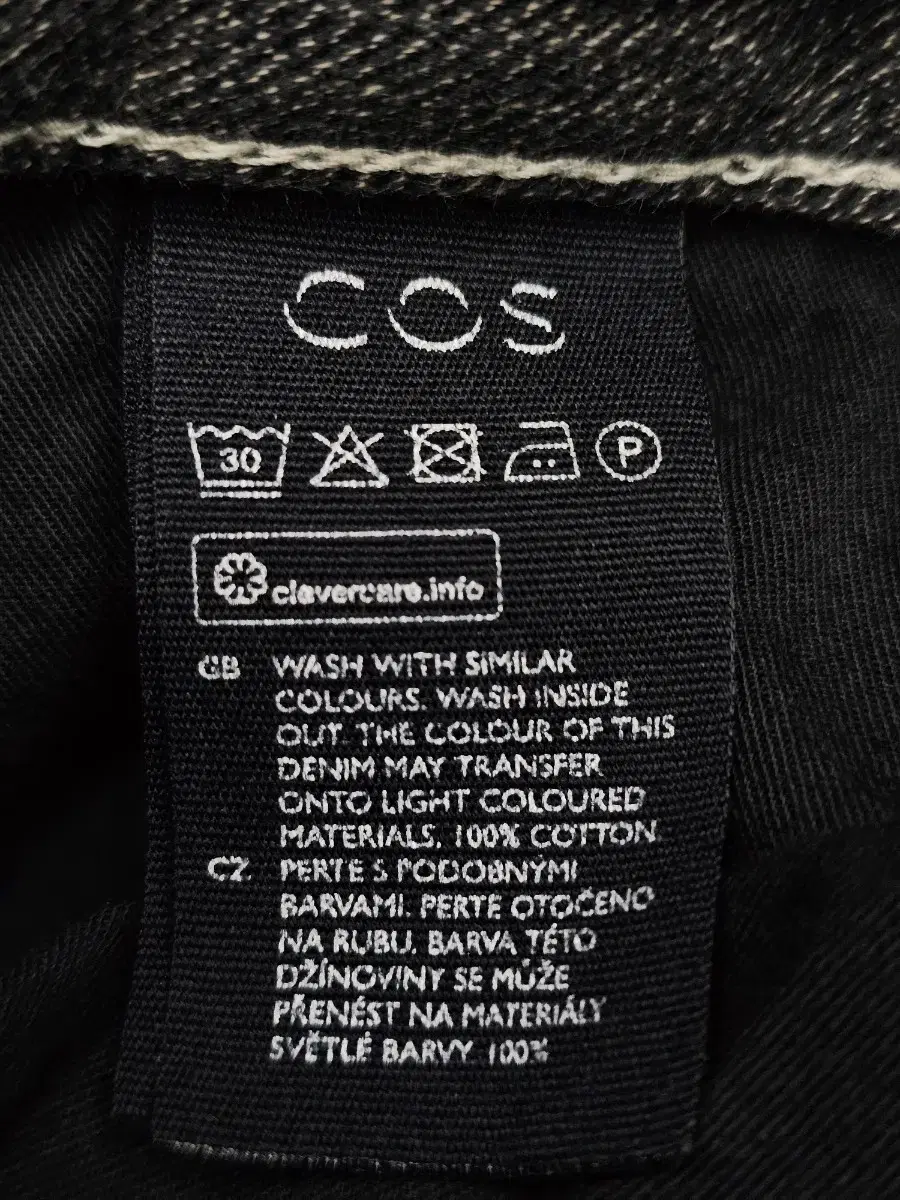 COS
30 P
clevercare.info
GB WASH WITH SIMILAR
COLOURS. WASH INSIDE
OUT. THE COLOUR OF THIS
DENIM MAY TRANSFER
ONTO LIGHT COLOURED
MATERIALS. 100% COTTON.
CZ PERTE S PODOBNÝMI
BARVAMI. PERTE OTOČENO
NA RUBU. BARVA TÉTO
DŽÍNOVINY SE MŮŽE
PŘENÉST NA MATERIÁLY
SVĚTLÉ BARVY 100%